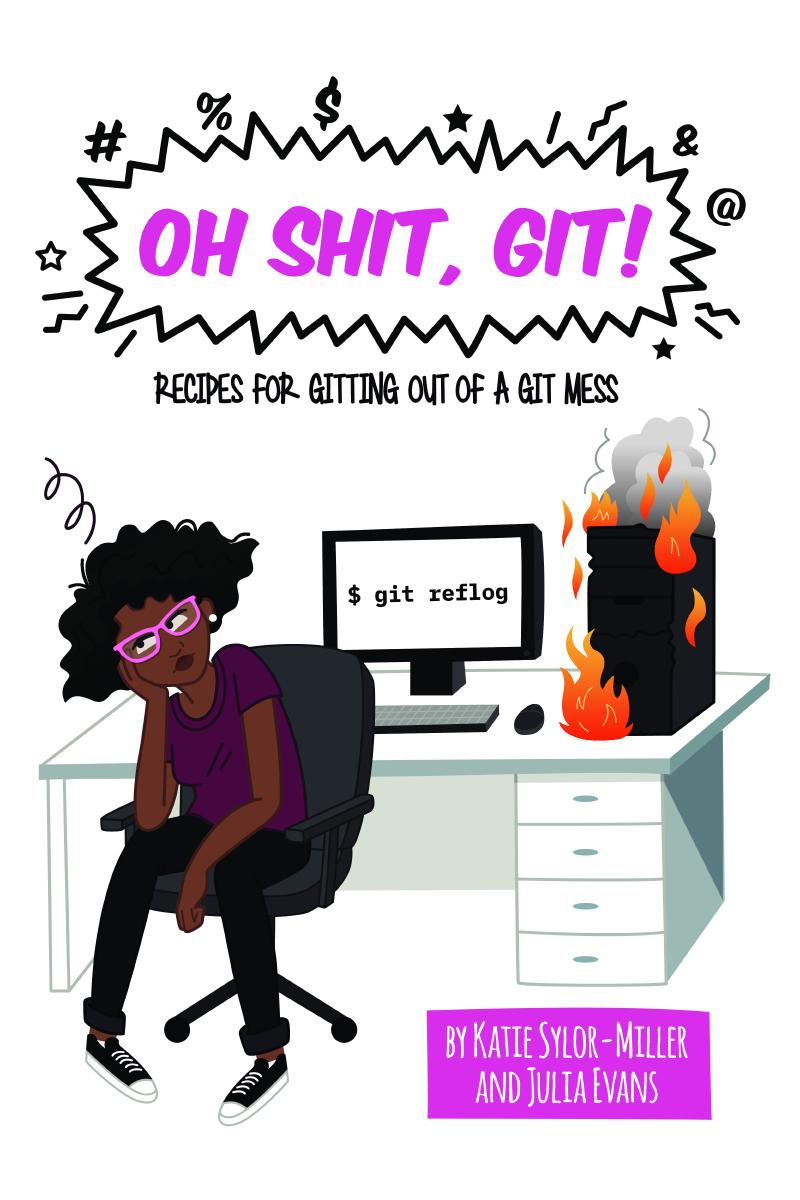 # % $ & @
OH SHIT, GIT!
RECIPES FOR GITTING OUT OF A GIT MESS
$ git reflog
BY KATIE SYLOR-MILLER
AND JULIA EVANS